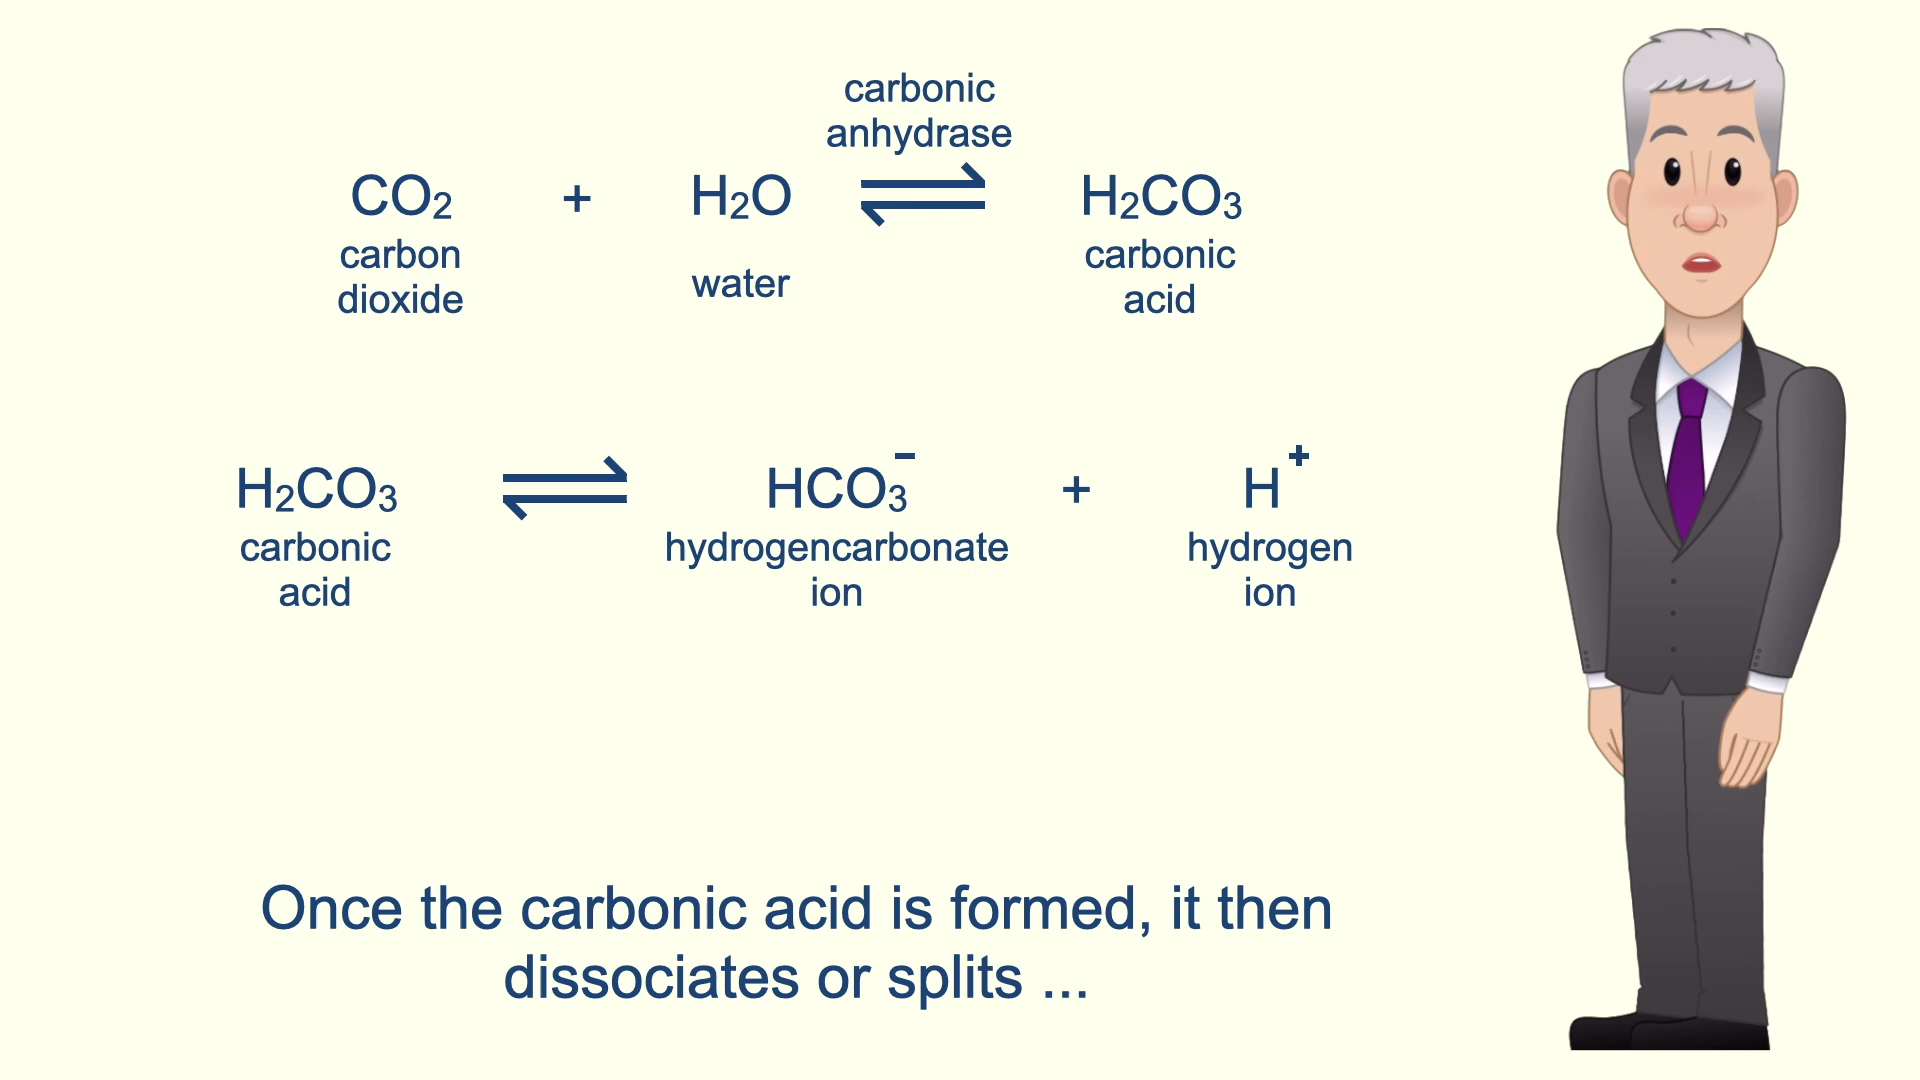 carbonic
anhydrase
CO₂ + H₂O ⇌ H₂CO₃
carbon
dioxide
water
carbonic
acid
H₂CO₃ ⇌ HCO₃⁻ + H⁺
carbonic
acid
hydrogencarbonate
ion
hydrogen
ion
Once the carbonic acid is formed, it then
dissociates or splits ...